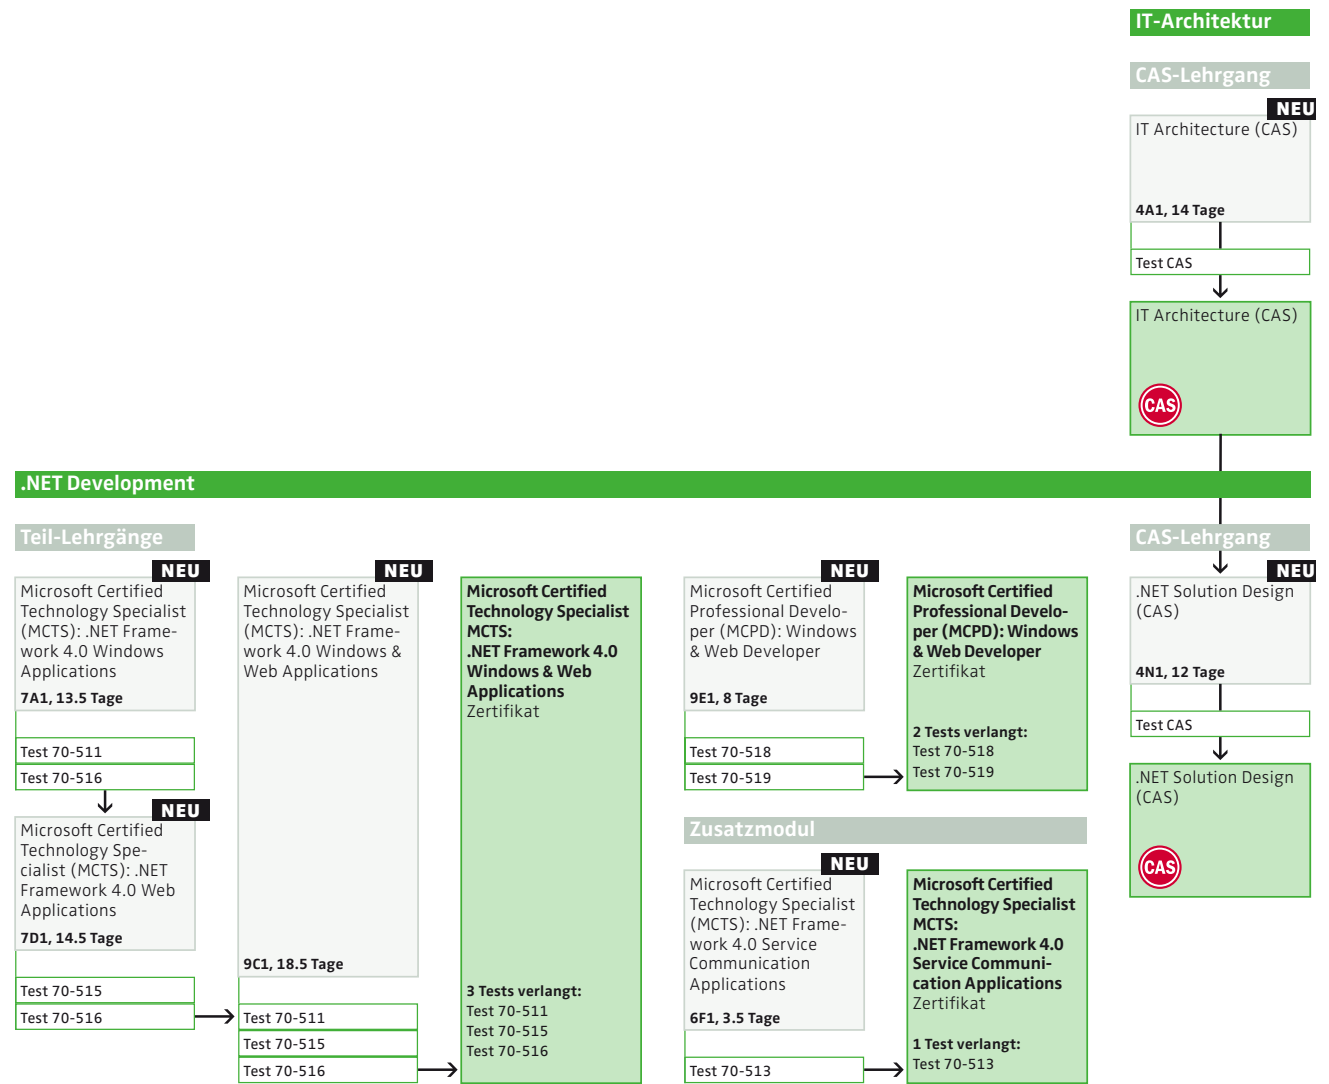 IT-Architektur
CAS-Lehrgang
NEU
IT Architecture (CAS)
4A1, 14 Tage
Test CAS
IT Architecture (CAS)
CAS
.NET Development
Teil-Lehrgänge
NEU
Microsoft Certified
Technology Specialist
(MCTS): .NET Frame-
work 4.0 Windows
Applications
7A1, 13.5 Tage
Test 70-511
Test 70-516
NEU
Microsoft Certified
Technology Spe-
cialist (MCTS): .NET
Framework 4.0 Web
Applications
7D1, 14.5 Tage
Test 70-515
Test 70-516
NEU
Microsoft Certified
Technology Specialist
(MCTS): .NET Frame-
work 4.0 Windows &
Web Applications
9C1, 18.5 Tage
Test 70-511
Test 70-515
Test 70-516
Microsoft Certified
Technology Specialist
MCTS:
.NET Framework 4.0
Windows & Web
Applications
Zertifikat
3 Tests verlangt:
Test 70-511
Test 70-515
Test 70-516
NEU
Microsoft Certified
Professional Develo-
per (MCPD): Windows
& Web Developer
9E1, 8 Tage
Test 70-518
Test 70-519
Microsoft Certified
Professional Develo-
per (MCPD): Windows
& Web Developer
Zertifikat
2 Tests verlangt:
Test 70-518
Test 70-519
Zusatzmodul
NEU
Microsoft Certified
Technology Specialist
(MCTS): .NET Frame-
work 4.0 Service
Communication
Applications
6F1, 3.5 Tage
Test 70-513
Microsoft Certified
Technology Specialist
MCTS:
.NET Framework 4.0
Service Communi-
cation Applications
Zertifikat
1 Test verlangt:
Test 70-513
CAS-Lehrgang
NEU
.NET Solution Design
(CAS)
4N1, 12 Tage
Test CAS
.NET Solution Design
(CAS)
CAS